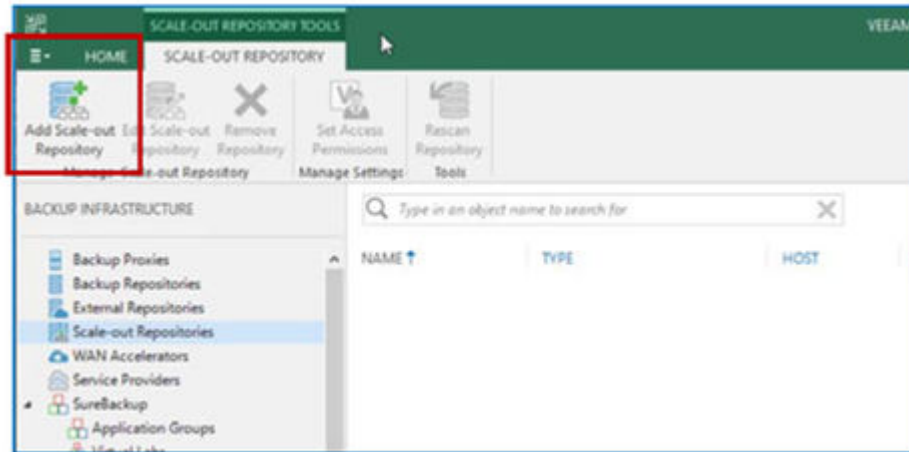 SCALE-OUT REPOSITORY TOOLS
VEEAM
HOME
SCALE-OUT REPOSITORY
Add Scale-out Edit Scale-out Remove Set Access Rescan
Repository Repository Repository Permissions Repository
Manage Scale-out Repository Manage Settings Tools
BACKUP INFRASTRUCTURE
Type in an object name to search for
NAME TYPE HOST
Backup Proxies
Backup Repositories
External Repositories
Scale-out Repositories
WAN Accelerators
Service Providers
SureBackup
Application Groups
Virtual Labs